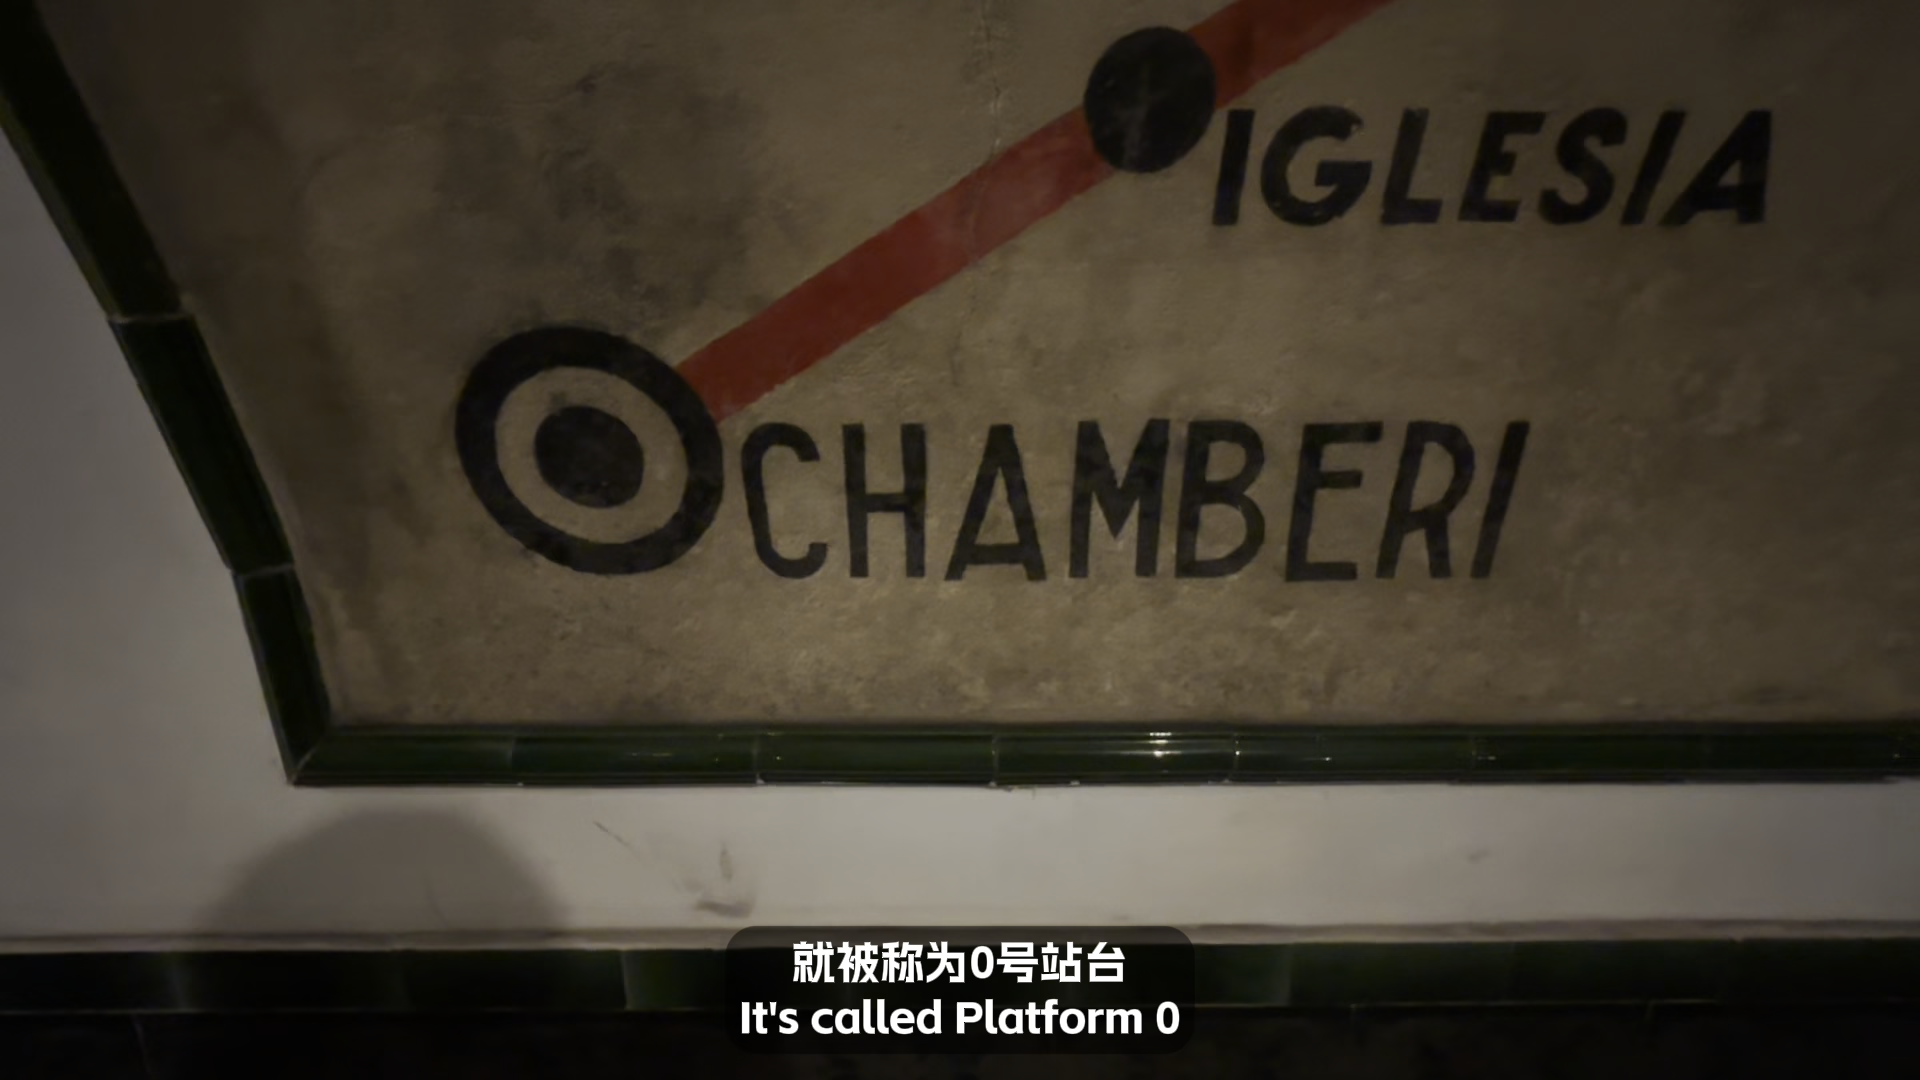 IGLESIA
CHAMBERI
就被称为0号站台
It's called Platform 0